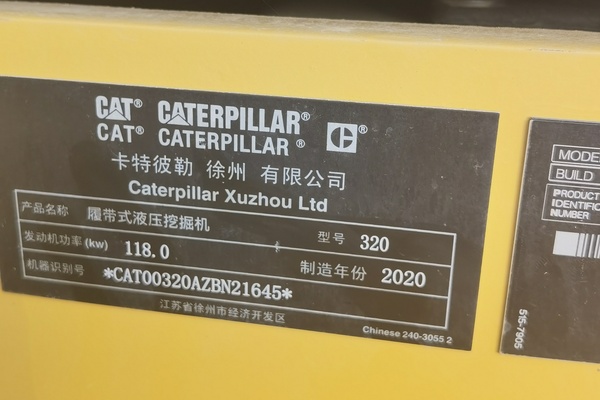 CAT® CATERPILLAR®
CAT® CATERPILLAR® C®
卡特彼勒 徐州 有限公司
Caterpillar Xuzhou Ltd
产品名称 履带式液压挖掘机 型号 320
发动机功率(kw) 118.0 制造年份 2020
机器识别号 *CAT00320AZBN21645*
江苏省徐州市经济开发区
Chinese 240-3055 2
MODE
BUILD
PRODUCT
IDENTIFIC
NUMBER
515-7905